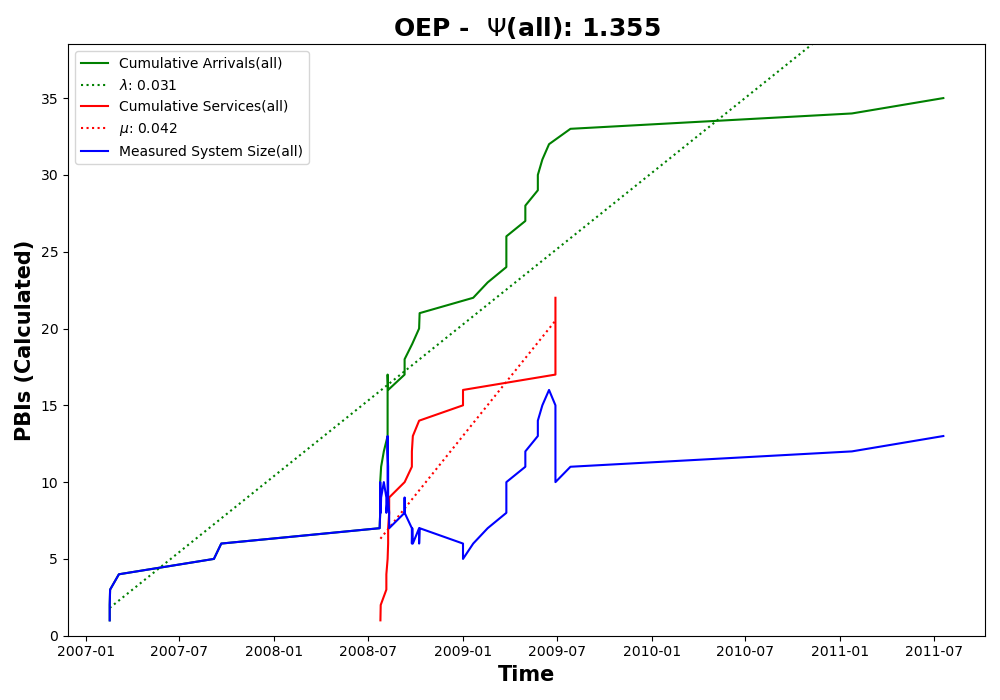 OEP -  Ψ(all): 1.355
Cumulative Arrivals(all)
λ: 0.031
Cumulative Services(all)
μ: 0.042
Measured System Size(all)
PBIs (Calculated)
35
30
25
20
15
10
5
0
2007-01 2007-07 2008-01 2008-07 2009-01 2009-07 2010-01 2010-07 2011-01 2011-07
Time